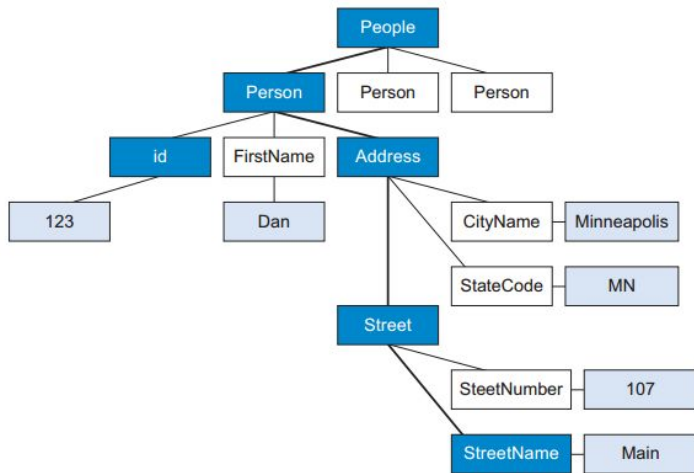 People
Person Person Person
id FirstName Address
123 Dan CityName Minneapolis
StateCode MN
Street
SteetNumber 107
StreetName Main